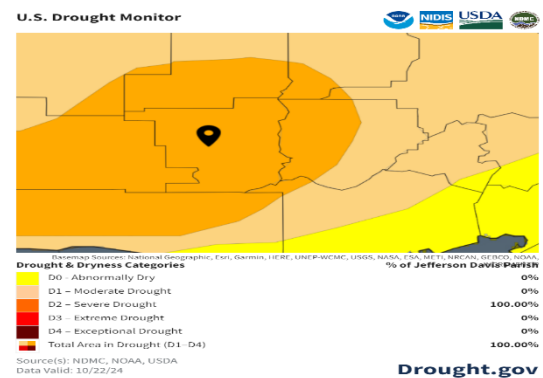 U.S. Drought Monitor
NOAA NIDIS USDA NDMC
Basemap Sources: National Geographic, Esri, Garmin, HERE, UNEP-WCMC, USGS, NASA, ESA, METI, NRCAN, GEBCO, NOAA,
Drought & Dryness Categories % of Jefferson Davis Parish
D0 - Abnormally Dry 0%
D1 – Moderate Drought 0%
D2 – Severe Drought 100.00%
D3 – Extreme Drought 0%
D4 – Exceptional Drought 0%
Total Area in Drought (D1–D4) 100.00%
Source(s): NDMC, NOAA, USDA
Data Valid: 10/22/24
Drought.gov